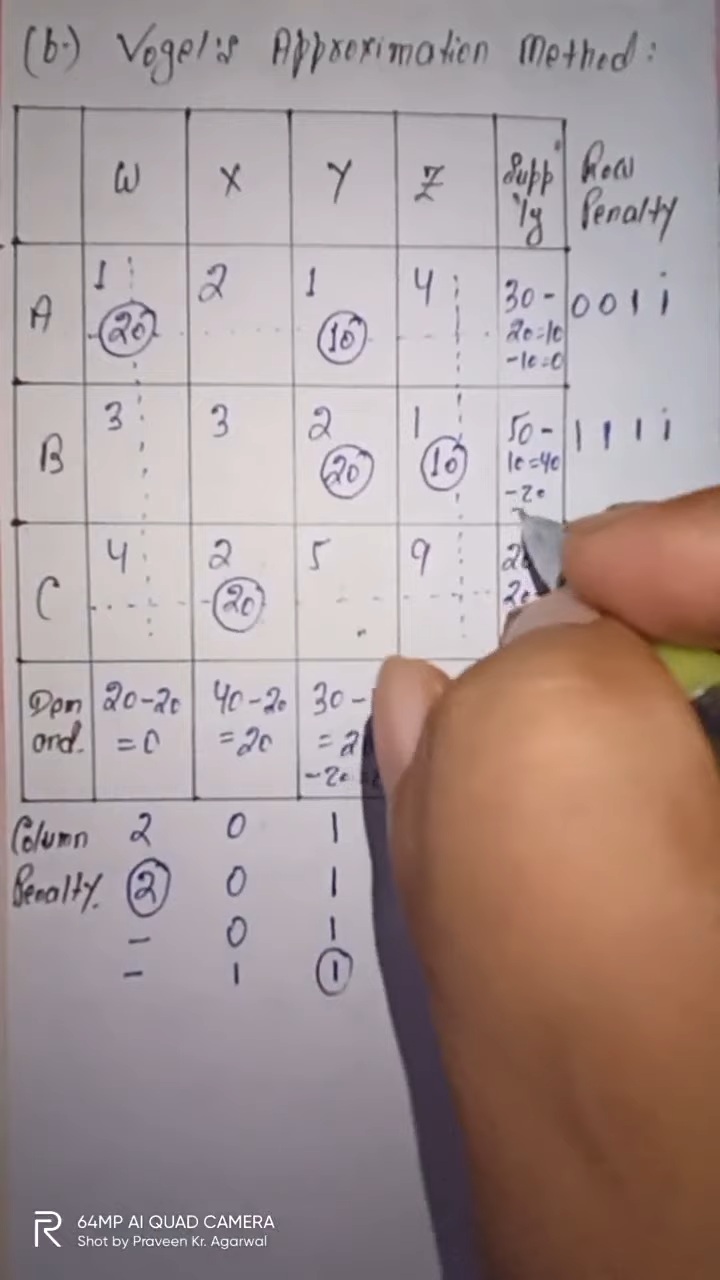 (b.) Vogel's Approximation Method:
W X Y Z Supp Row
'ly Penalty
A 1 2 1 4 30 - 0 0 1 1
20 10 20=10
-10=0
B 3 3 2 1 50 - 1 1 1 1
20 10 10=40
-20
C 4 2 5 9
20
Dem 20-20 40-20 30-
and. =0 =20
-20
Column 2 0 1
Penalty. 2 0 1
- 0 1
- 1 1
R 64MP AI QUAD CAMERA
Shot by Praveen Kr. Agarwal